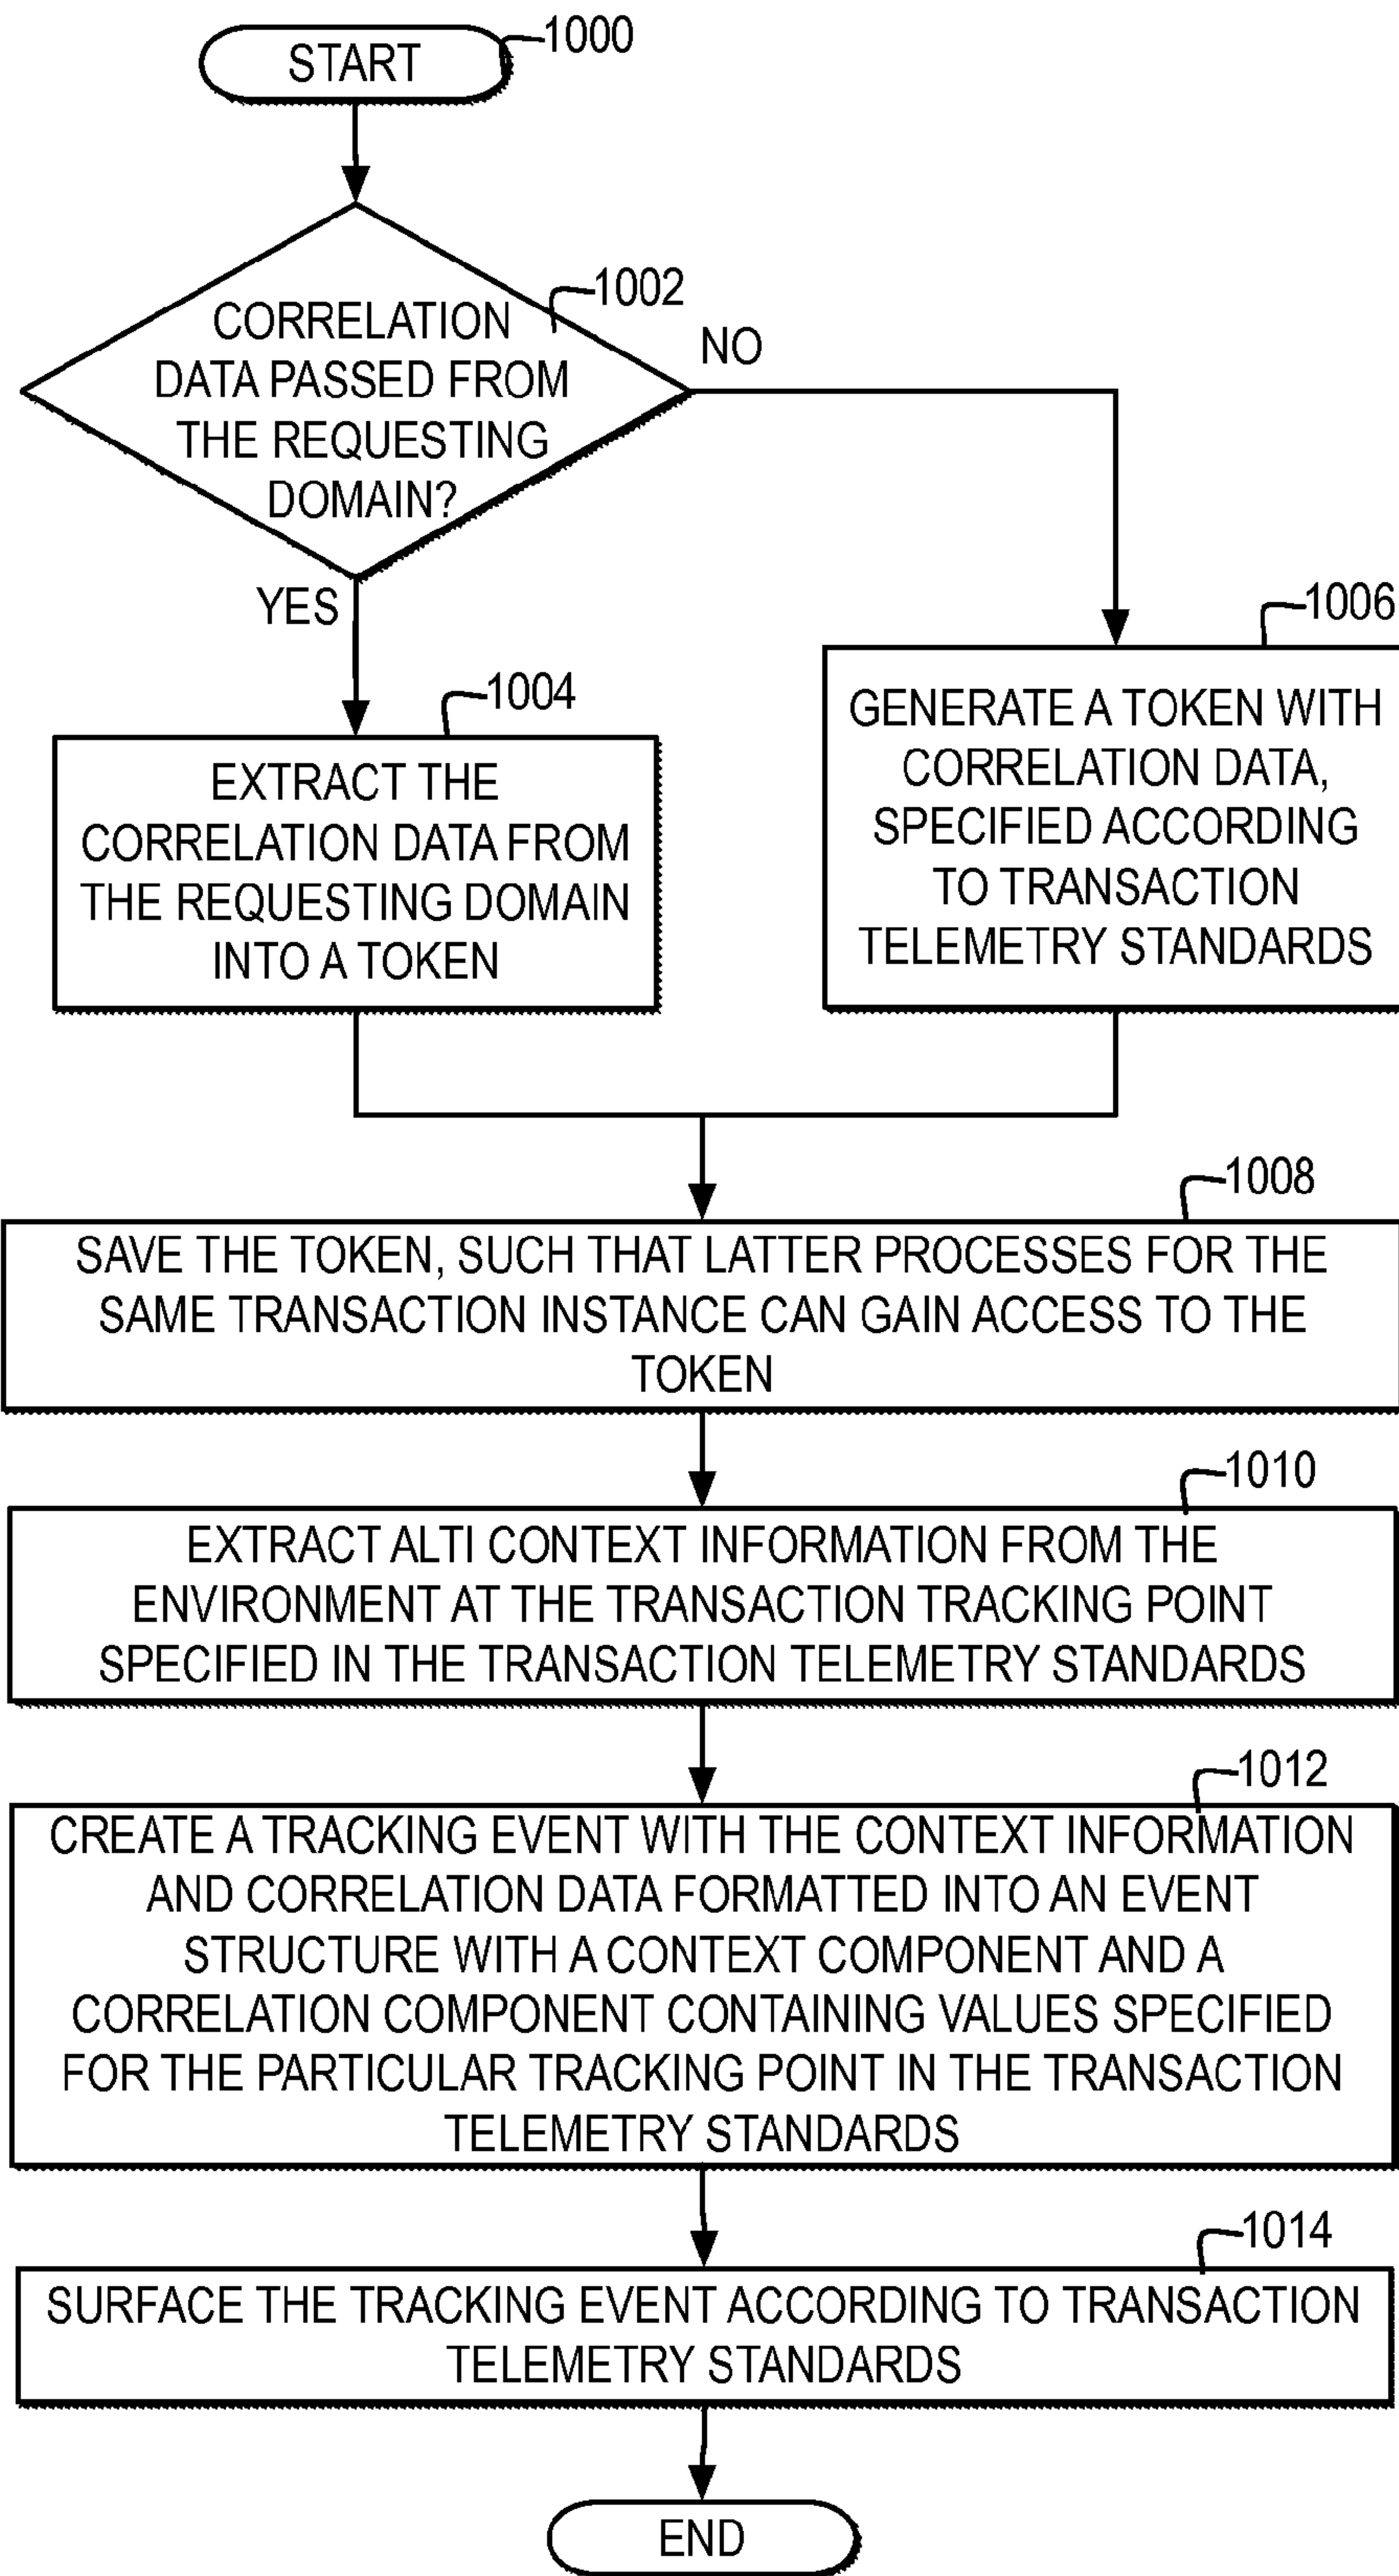 START
1000
1002
CORRELATION
DATA PASSED FROM
THE REQUESTING
DOMAIN?
NO
YES
1004
EXTRACT THE
CORRELATION DATA FROM
THE REQUESTING DOMAIN
INTO A TOKEN
1006
GENERATE A TOKEN WITH
CORRELATION DATA,
SPECIFIED ACCORDING
TO TRANSACTION
TELEMETRY STANDARDS
1008
SAVE THE TOKEN, SUCH THAT LATTER PROCESSES FOR THE
SAME TRANSACTION INSTANCE CAN GAIN ACCESS TO THE
TOKEN
1010
EXTRACT ALTI CONTEXT INFORMATION FROM THE
ENVIRONMENT AT THE TRANSACTION TRACKING POINT
SPECIFIED IN THE TRANSACTION TELEMETRY STANDARDS
1012
CREATE A TRACKING EVENT WITH THE CONTEXT INFORMATION
AND CORRELATION DATA FORMATTED INTO AN EVENT
STRUCTURE WITH A CONTEXT COMPONENT AND A
CORRELATION COMPONENT CONTAINING VALUES SPECIFIED
FOR THE PARTICULAR TRACKING POINT IN THE TRANSACTION
TELEMETRY STANDARDS
1014
SURFACE THE TRACKING EVENT ACCORDING TO TRANSACTION
TELEMETRY STANDARDS
END